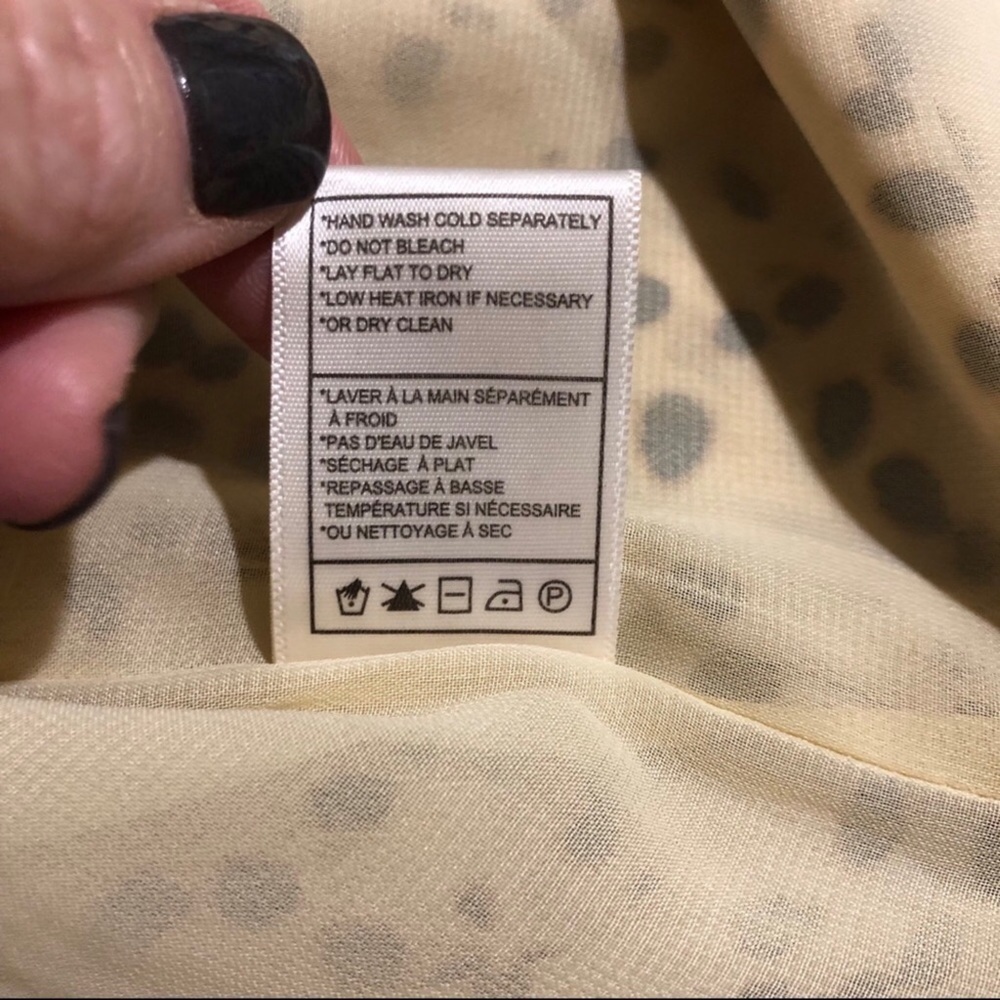 *HAND WASH COLD SEPARATELY
*DO NOT BLEACH
*LAY FLAT TO DRY
*LOW HEAT IRON IF NECESSARY
*OR DRY CLEAN
*LAVER À LA MAIN SÉPARÉMENT
À FROID
*PAS D'EAU DE JAVEL
*SÉCHAGE À PLAT
*REPASSAGE À BASSE
TEMPÉRATURE SI NÉCESSAIRE
*OU NETTOYAGE À SEC
P